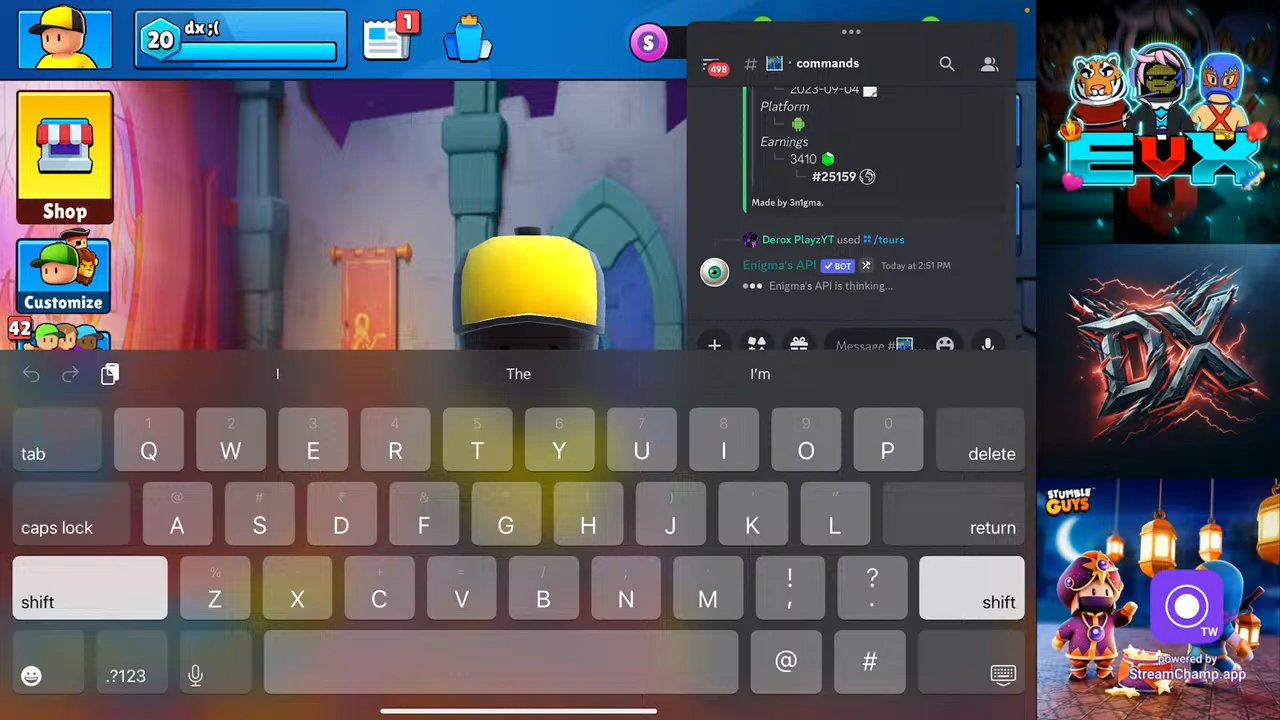 20
dx ;(
1
S
Shop
Customize
42
498
# · commands
2023-09-04
Platform
Earnings
3410
#25159
Made by 3n1gma.
Derox PlayzYT used /tours
Enigma's API ✓ BOT Today at 2:51 PM
Enigma's API is thinking...
Message #
I The I'm
1 2 3 4 5 6 7 8 9 0
tab Q W E R T Y U I O P delete
@ # ₹ & * ( ) ' "
caps lock A S D F G H J K L return
% - + = / ; : ! ?
shift Z X C V B N M , . shift
.?123 @ #
EVX
DX
STUMBLE
GUYS
TW
powered by
StreamChamp.app